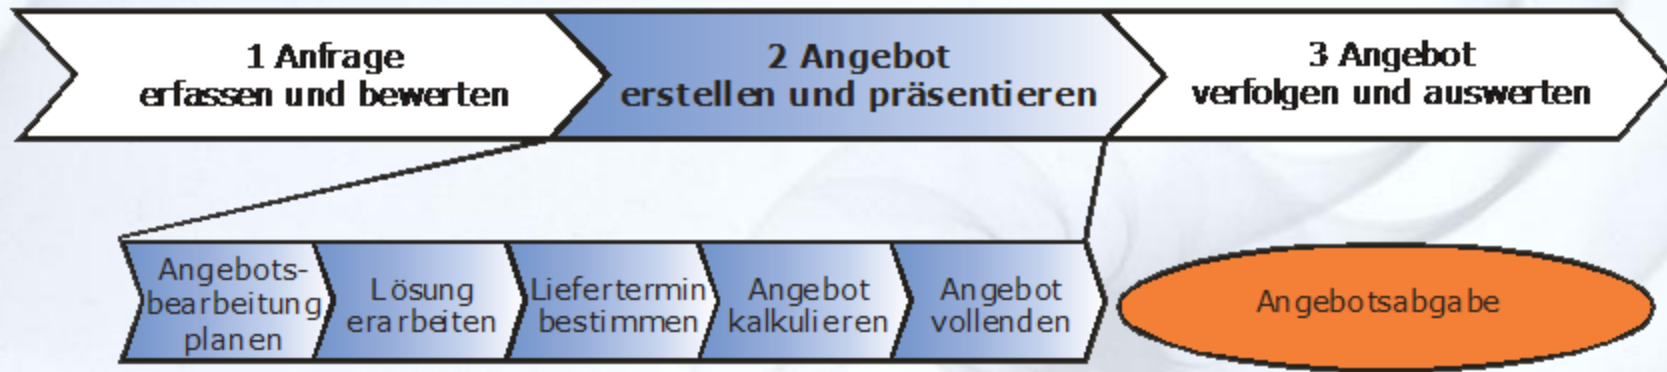 1 Anfrage
erfassen und bewerten
2 Angebot
erstellen und präsentieren
3 Angebot
verfolgen und auswerten
Angebots-
bearbeitung
planen
Lösung
erarbeiten
Liefertermin
bestimmen
Angebot
kalkulieren
Angebot
vollenden
Angebotsabgabe